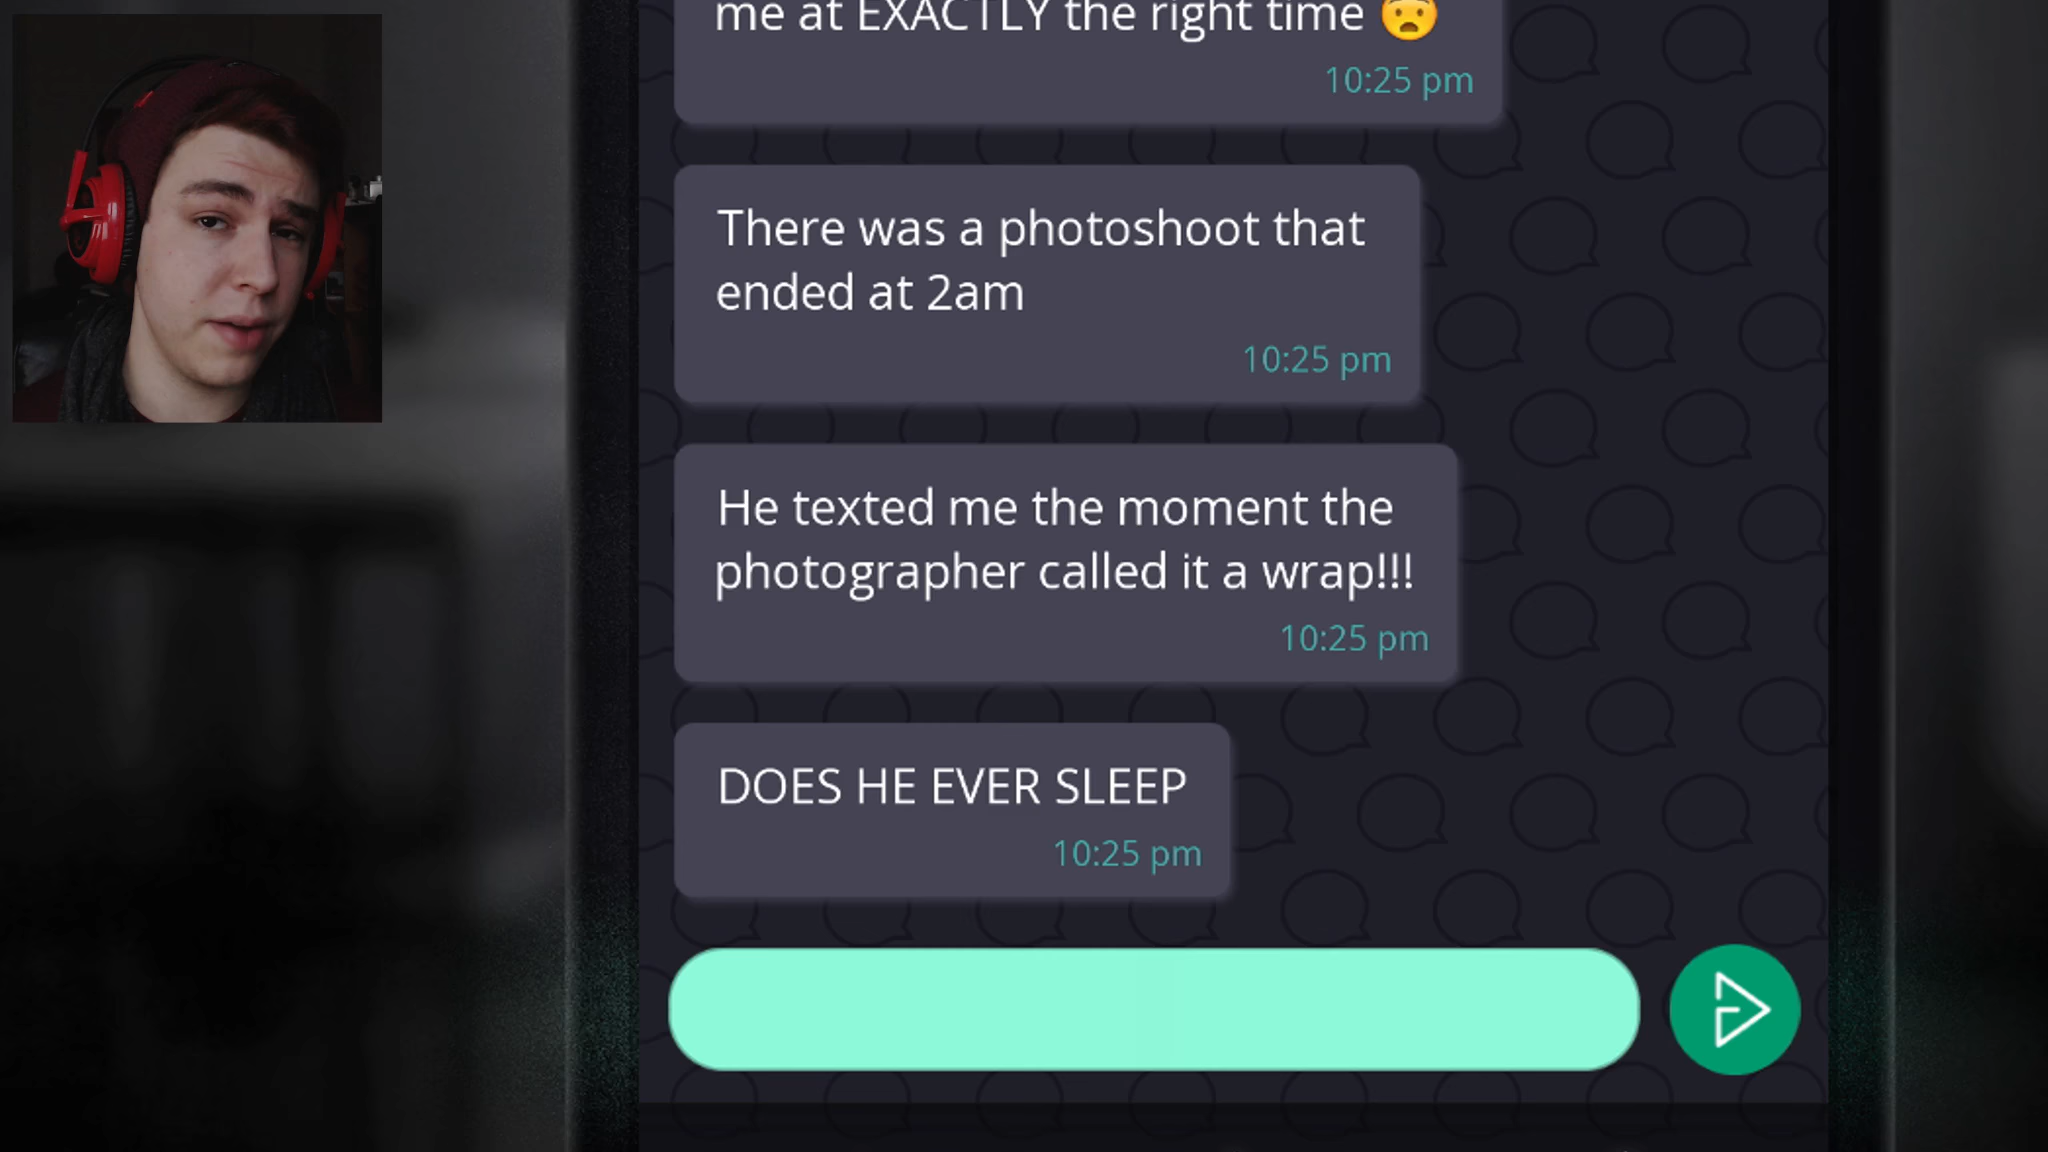 me at EXACTLY the right time 😧
10:25 pm
There was a photoshoot that
ended at 2am
10:25 pm
He texted me the moment the
photographer called it a wrap!!!
10:25 pm
DOES HE EVER SLEEP
10:25 pm